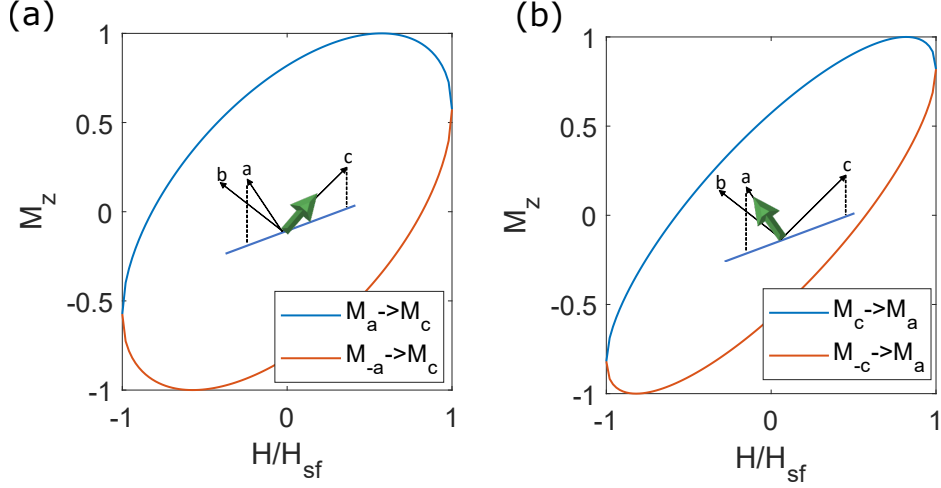 (a)
1
0.5
0
-0.5
-1
M_z
b
a
c
M_a->M_c
M_-a->M_c
-1
0
1
H/H_sf
(b)
1
0.5
0
-0.5
-1
M_z
b
a
c
M_c->M_a
M_-c->M_a
-1
0
1
H/H_sf